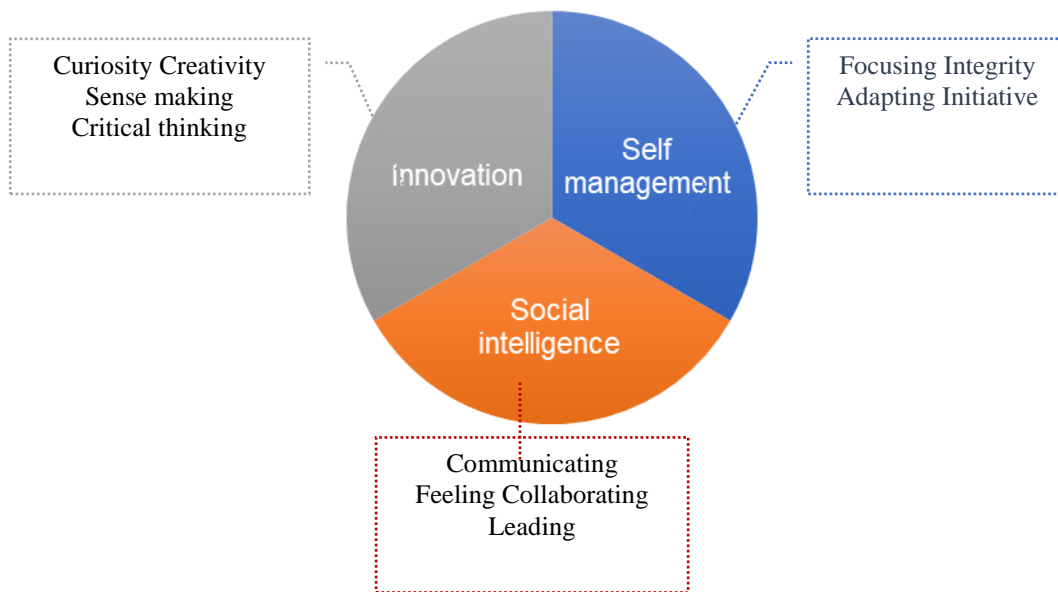 Curiosity Creativity
Sense making
Critical thinking
Focusing Integrity
Adapting Initiative
Innovation
Self
management
Social
intelligence
Communicating
Feeling Collaborating
Leading